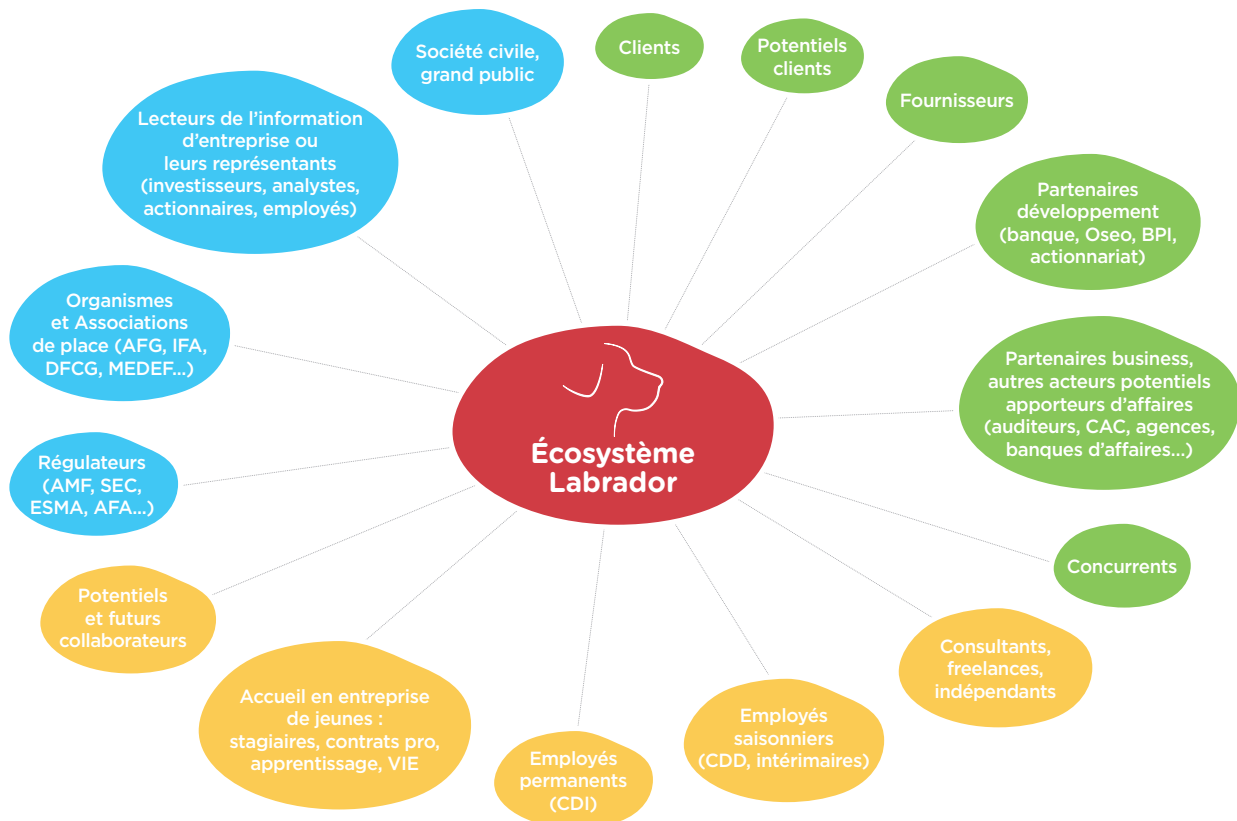 Société civile,
grand public
Clients
Potentiels
clients
Fournisseurs
Lecteurs de l’information
d’entreprise ou
leurs représentants
(investisseurs, analystes,
actionnaires, employés)
Partenaires
développement
(banque, Oseo, BPI,
actionnariat)
Organismes
et Associations
de place (AFG, IFA,
DFCG, MEDEF...)
Partenaires business,
autres acteurs potentiels
apporteurs d’affaires
(auditeurs, CAC, agences,
banques d’affaires...)
Écosystème
Labrador
Régulateurs
(AMF, SEC,
ESMA, AFA...)
Concurrents
Potentiels
et futurs
collaborateurs
Consultants,
freelances,
indépendants
Accueil en entreprise
de jeunes :
stagiaires, contrats pro,
apprentissage, VIE
Employés
saisonniers
(CDD, intérimaires)
Employés
permanents
(CDI)